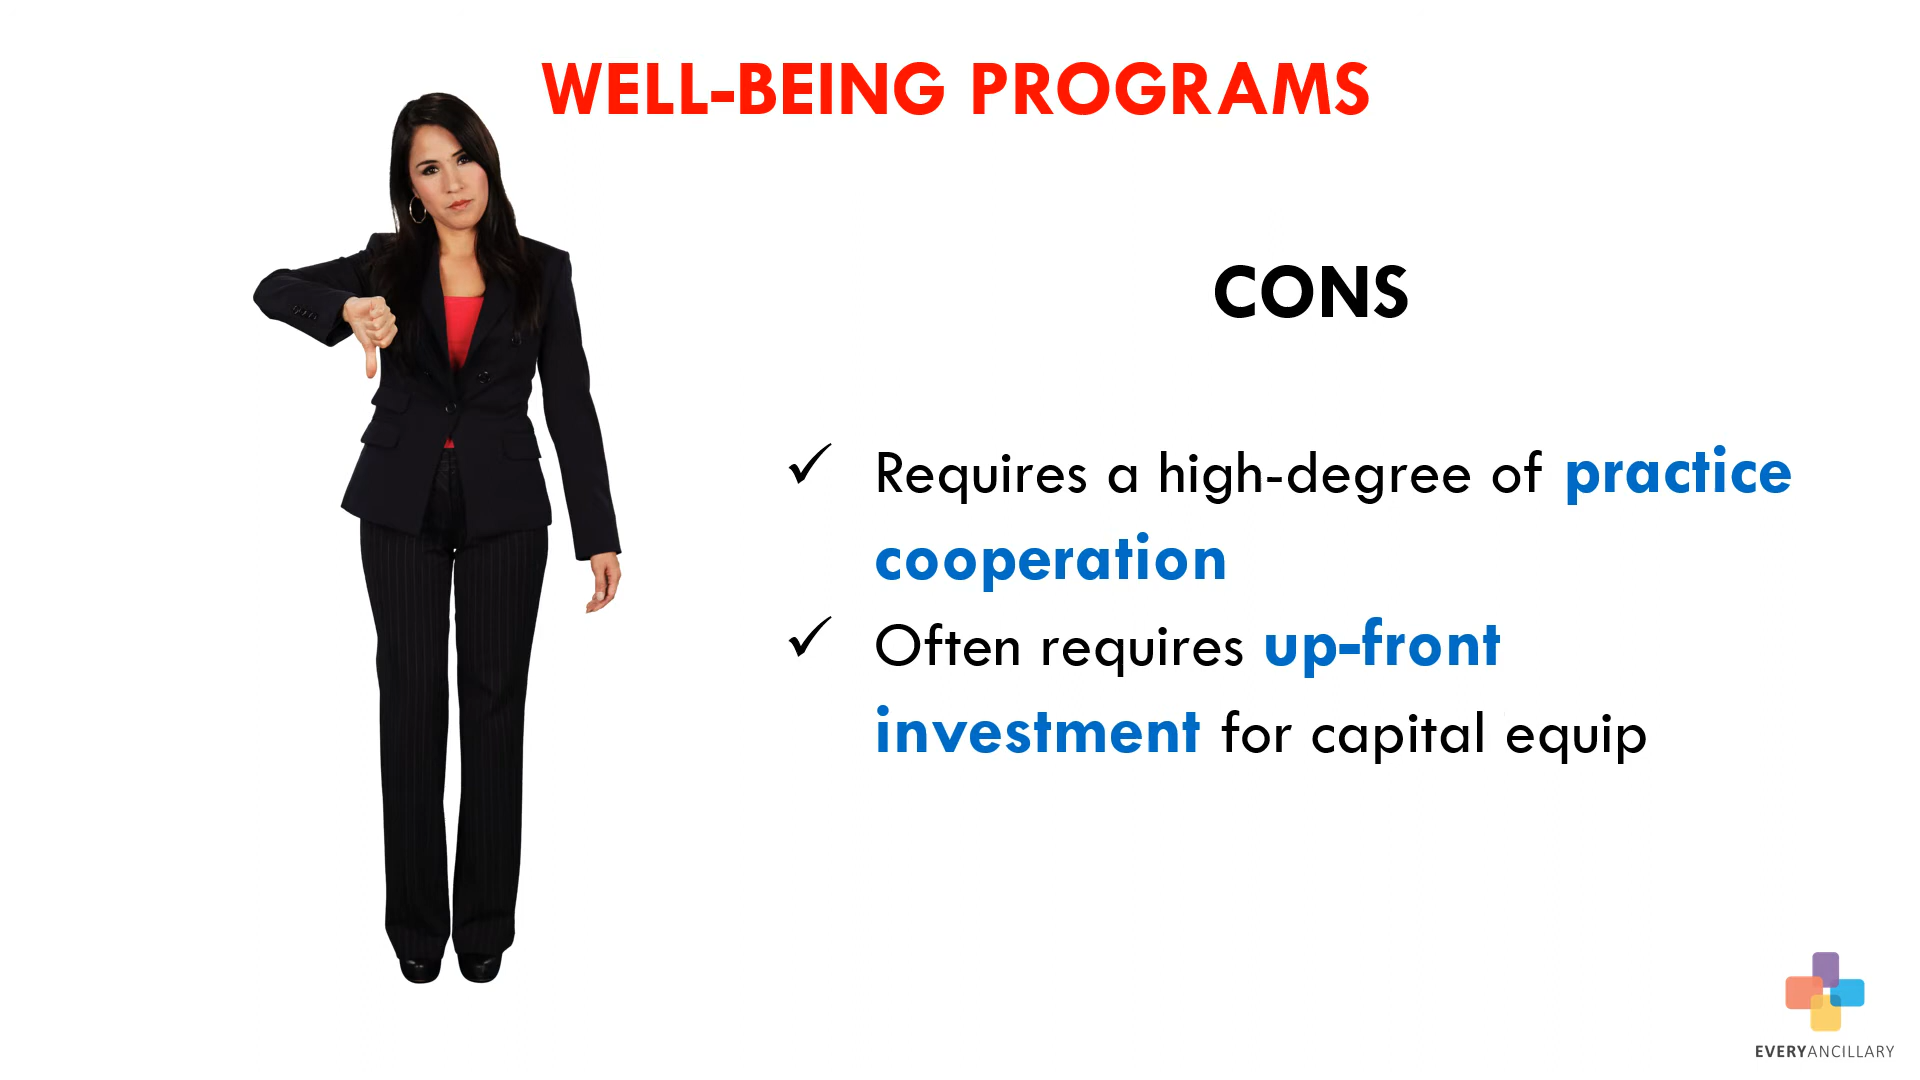 WELL-BEING PROGRAMS
CONS
✓ Requires a high-degree of practice
cooperation
✓ Often requires up-front
investment for capital equip
EVERYANCILLARY